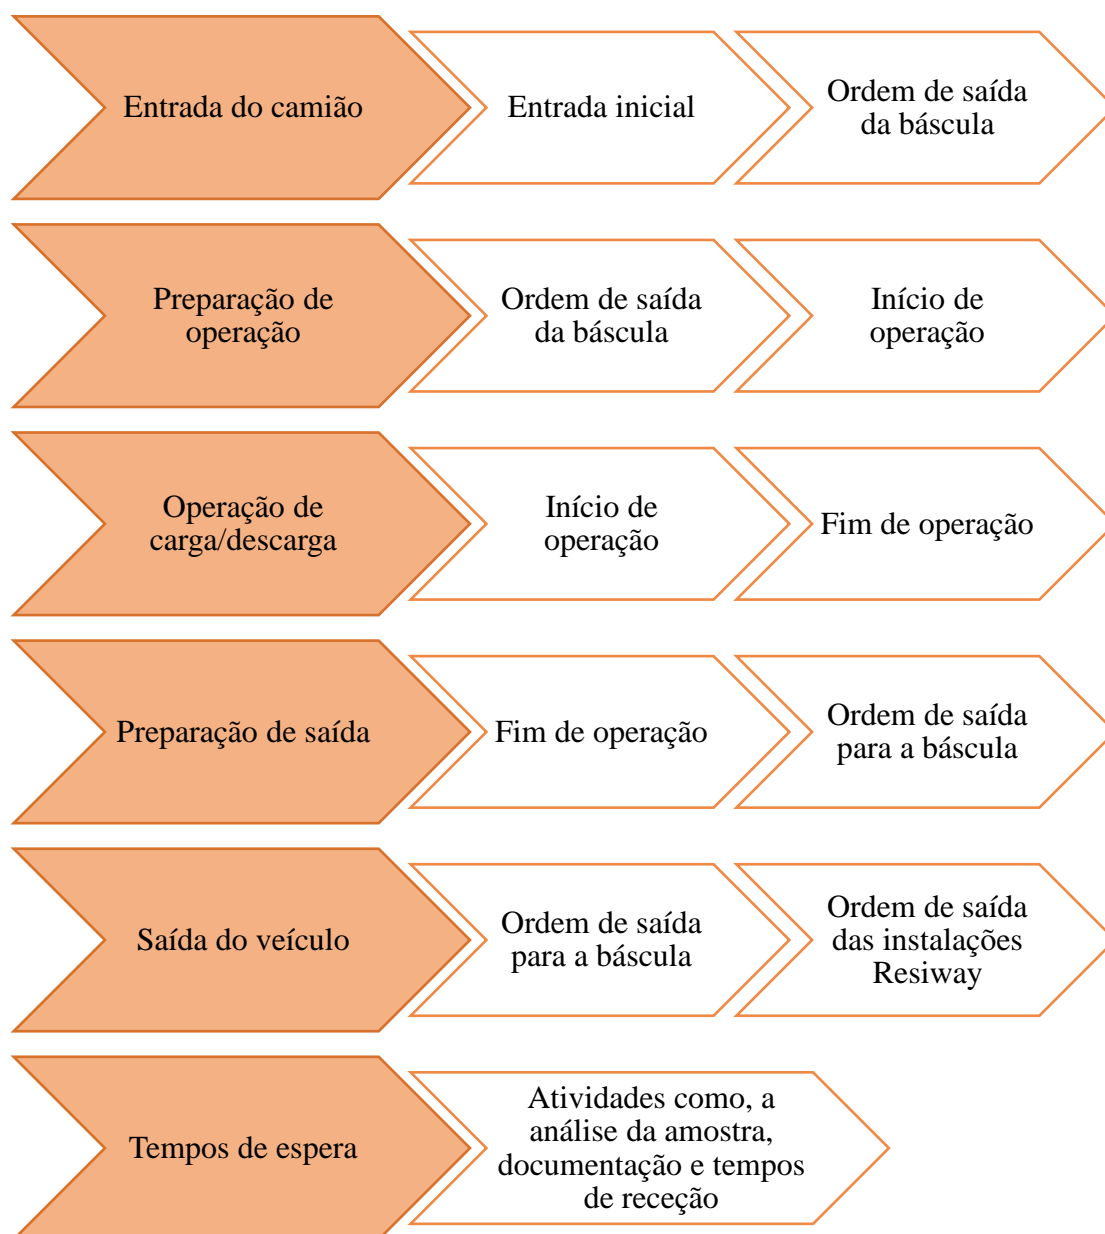 Entrada do camião
Entrada inicial
Ordem de saída
da báscula
Preparação de
operação
Ordem de saída
da báscula
Início de
operação
Operação de
carga/descarga
Início de
operação
Fim de operação
Preparação de saída
Fim de operação
Ordem de saída
para a báscula
Saída do veículo
Ordem de saída
para a báscula
Ordem de saída
das instalações
Resiway
Tempos de espera
Atividades como, a
análise da amostra,
documentação e tempos
de receção